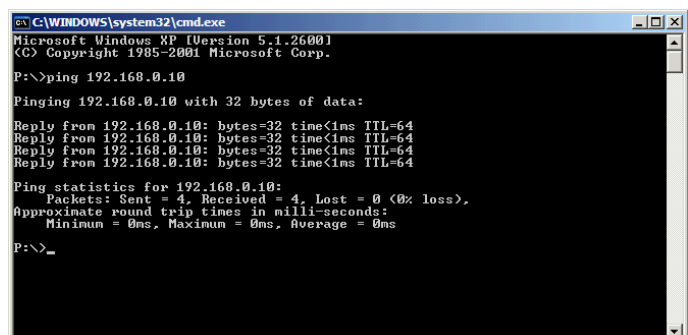 C:\WINDOWS\system32\cmd.exe
Microsoft Windows XP [Version 5.1.2600]
(C) Copyright 1985-2001 Microsoft Corp.
P:\>ping 192.168.0.10
Pinging 192.168.0.10 with 32 bytes of data:
Reply from 192.168.0.10: bytes=32 time<1ms TTL=64
Reply from 192.168.0.10: bytes=32 time<1ms TTL=64
Reply from 192.168.0.10: bytes=32 time<1ms TTL=64
Reply from 192.168.0.10: bytes=32 time<1ms TTL=64
Ping statistics for 192.168.0.10:
Packets: Sent = 4, Received = 4, Lost = 0 (0% loss),
Approximate round trip times in milli-seconds:
Minimum = 0ms, Maximum = 0ms, Average = 0ms
P:\>_